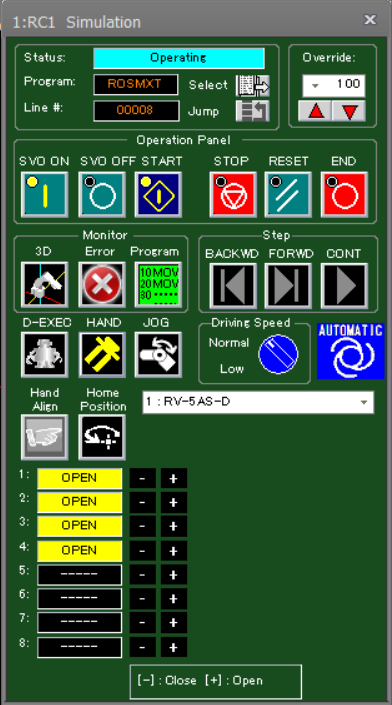 1:RC1 Simulation ×
Status: Operating Override:
Program: ROSMXT Select 100
Line #: 00008 Jump
Operation Panel
SVO ON SVO OFF START STOP RESET END
Monitor Step
3D Error Program BACKWD FORWD CONT
10MOV
20MOV
30 ·····
D-EXEC HAND JOG Driving Speed AUTOMATIC
Normal
Low
Hand Align Home Position 1 : RV-5AS-D
1: OPEN - +
2: OPEN - +
3: OPEN - +
4: OPEN - +
5: ----- - +
6: ----- - +
7: ----- - +
8: ----- - +
[-] : Close [+] : Open